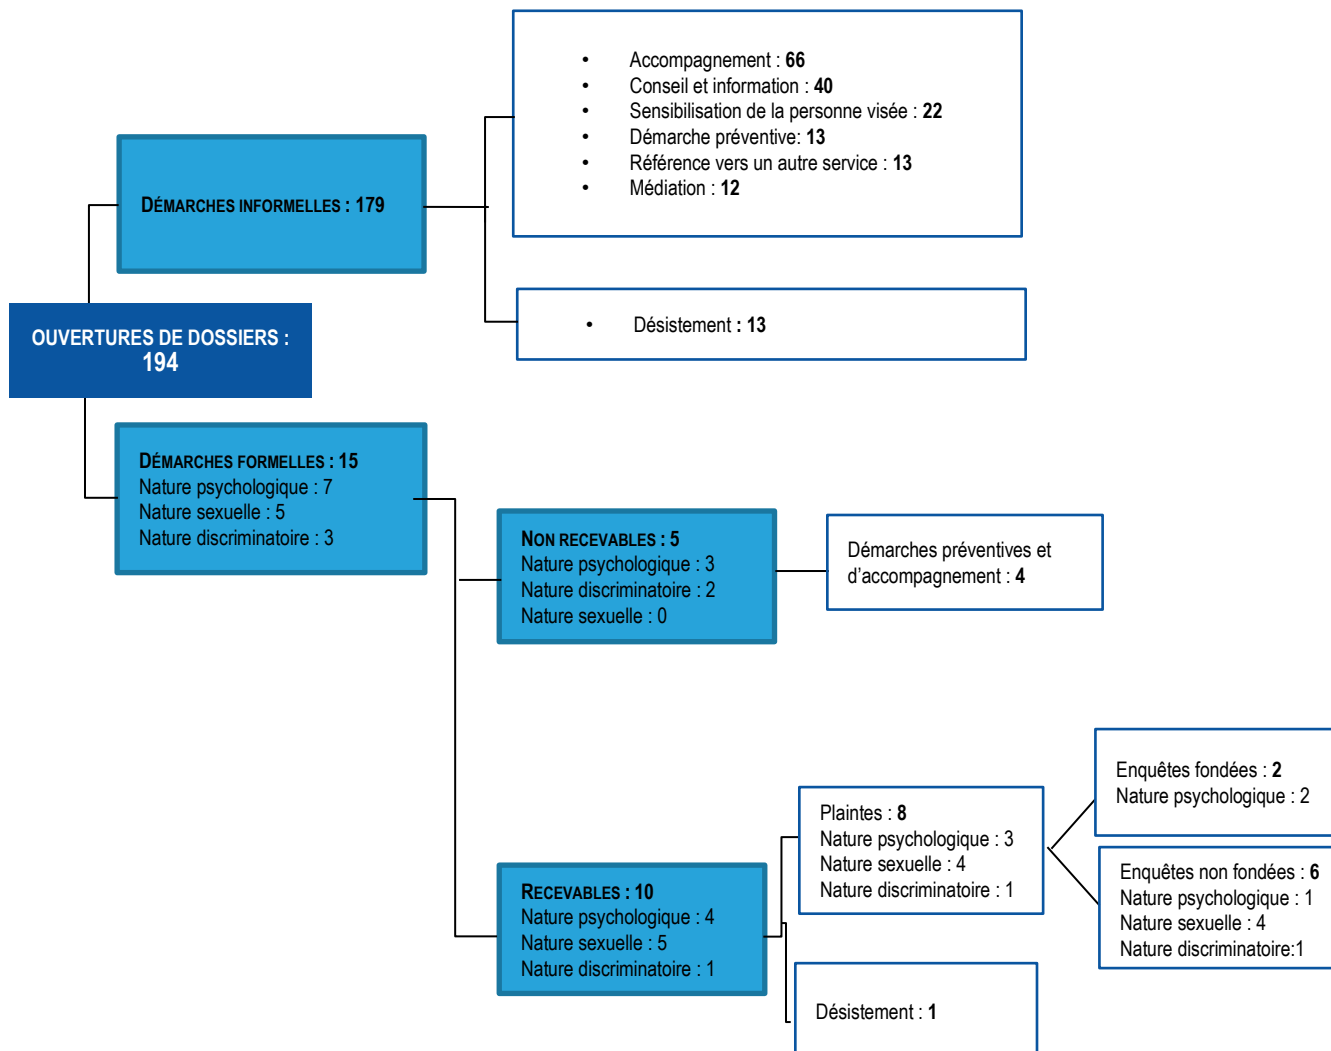 • Accompagnement : 66
• Conseil et information : 40
• Sensibilisation de la personne visée : 22
• Démarche préventive: 13
• Référence vers un autre service : 13
• Médiation : 12
DÉMARCHES INFORMELLES : 179
• Désistement : 13
OUVERTURES DE DOSSIERS :
194
DÉMARCHES FORMELLES : 15
Nature psychologique : 7
Nature sexuelle : 5
Nature discriminatoire : 3
NON RECEVABLES : 5
Nature psychologique : 3
Nature discriminatoire : 2
Nature sexuelle : 0
Démarches préventives et
d'accompagnement : 4
RECEVABLES : 10
Nature psychologique : 4
Nature sexuelle : 5
Nature discriminatoire : 1
Plaintes : 8
Nature psychologique : 3
Nature sexuelle : 4
Nature discriminatoire : 1
Enquêtes fondées : 2
Nature psychologique : 2
Enquêtes non fondées : 6
Nature psychologique : 1
Nature sexuelle : 4
Nature discriminatoire:1
Désistement : 1